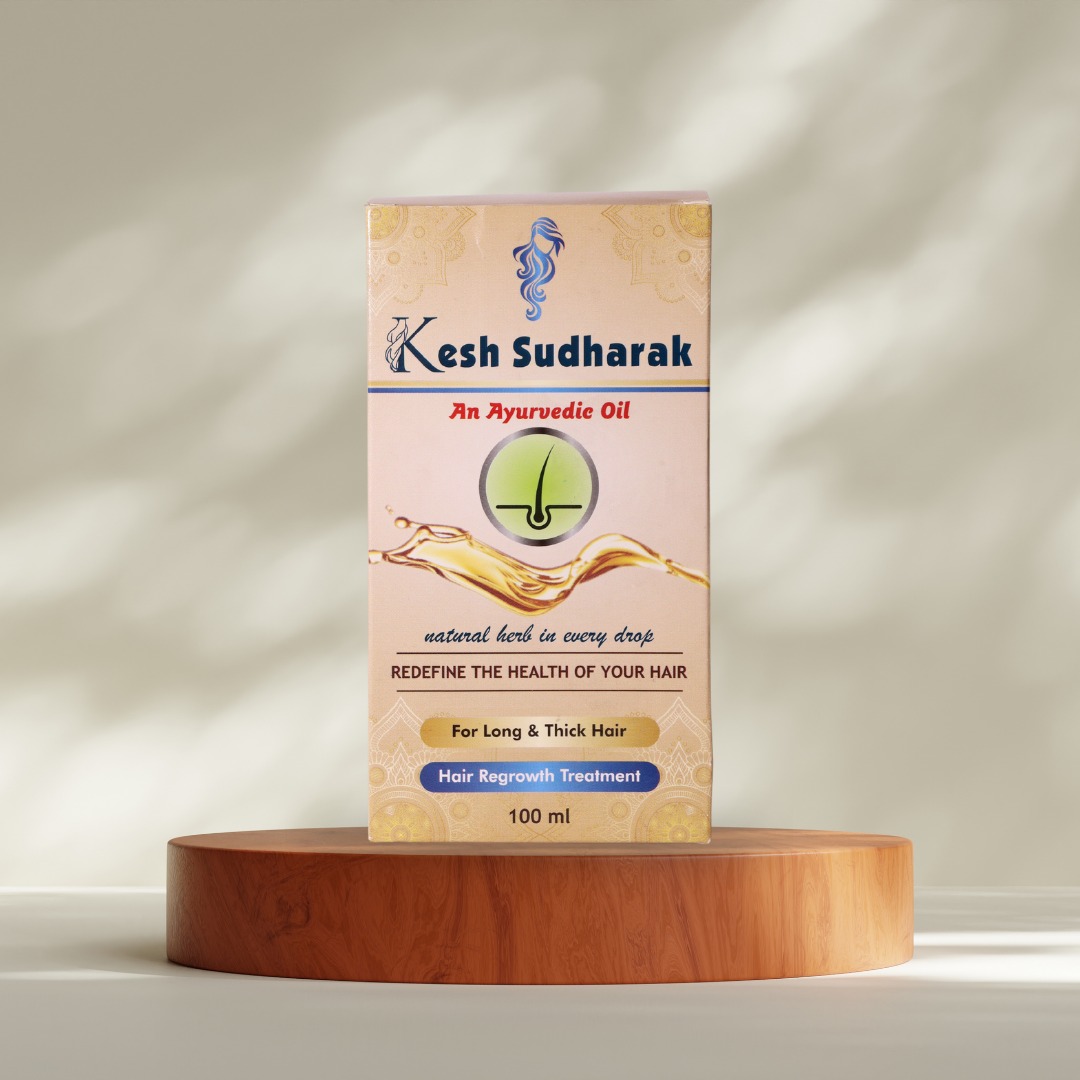 Kesh Sudharak
An Ayurvedic Oil
natural herb in every drop
REDEFINE THE HEALTH OF YOUR HAIR
For Long & Thick Hair
Hair Regrowth Treatment
100 ml